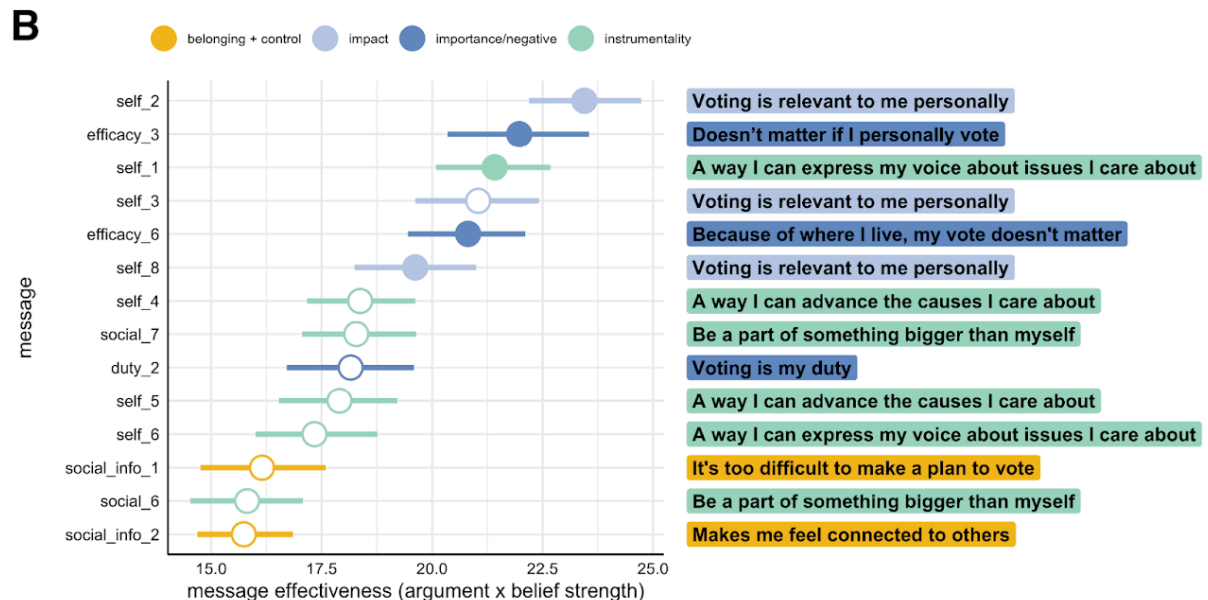 B
belonging + control impact importance/negative instrumentality
self_2 Voting is relevant to me personally
efficacy_3 Doesn't matter if I personally vote
self_1 A way I can express my voice about issues I care about
self_3 Voting is relevant to me personally
efficacy_6 Because of where I live, my vote doesn't matter
self_8 Voting is relevant to me personally
self_4 A way I can advance the causes I care about
social_7 Be a part of something bigger than myself
duty_2 Voting is my duty
self_5 A way I can advance the causes I care about
self_6 A way I can express my voice about issues I care about
social_info_1 It's too difficult to make a plan to vote
social_6 Be a part of something bigger than myself
social_info_2 Makes me feel connected to others
message
15.0 17.5 20.0 22.5 25.0
message effectiveness (argument x belief strength)